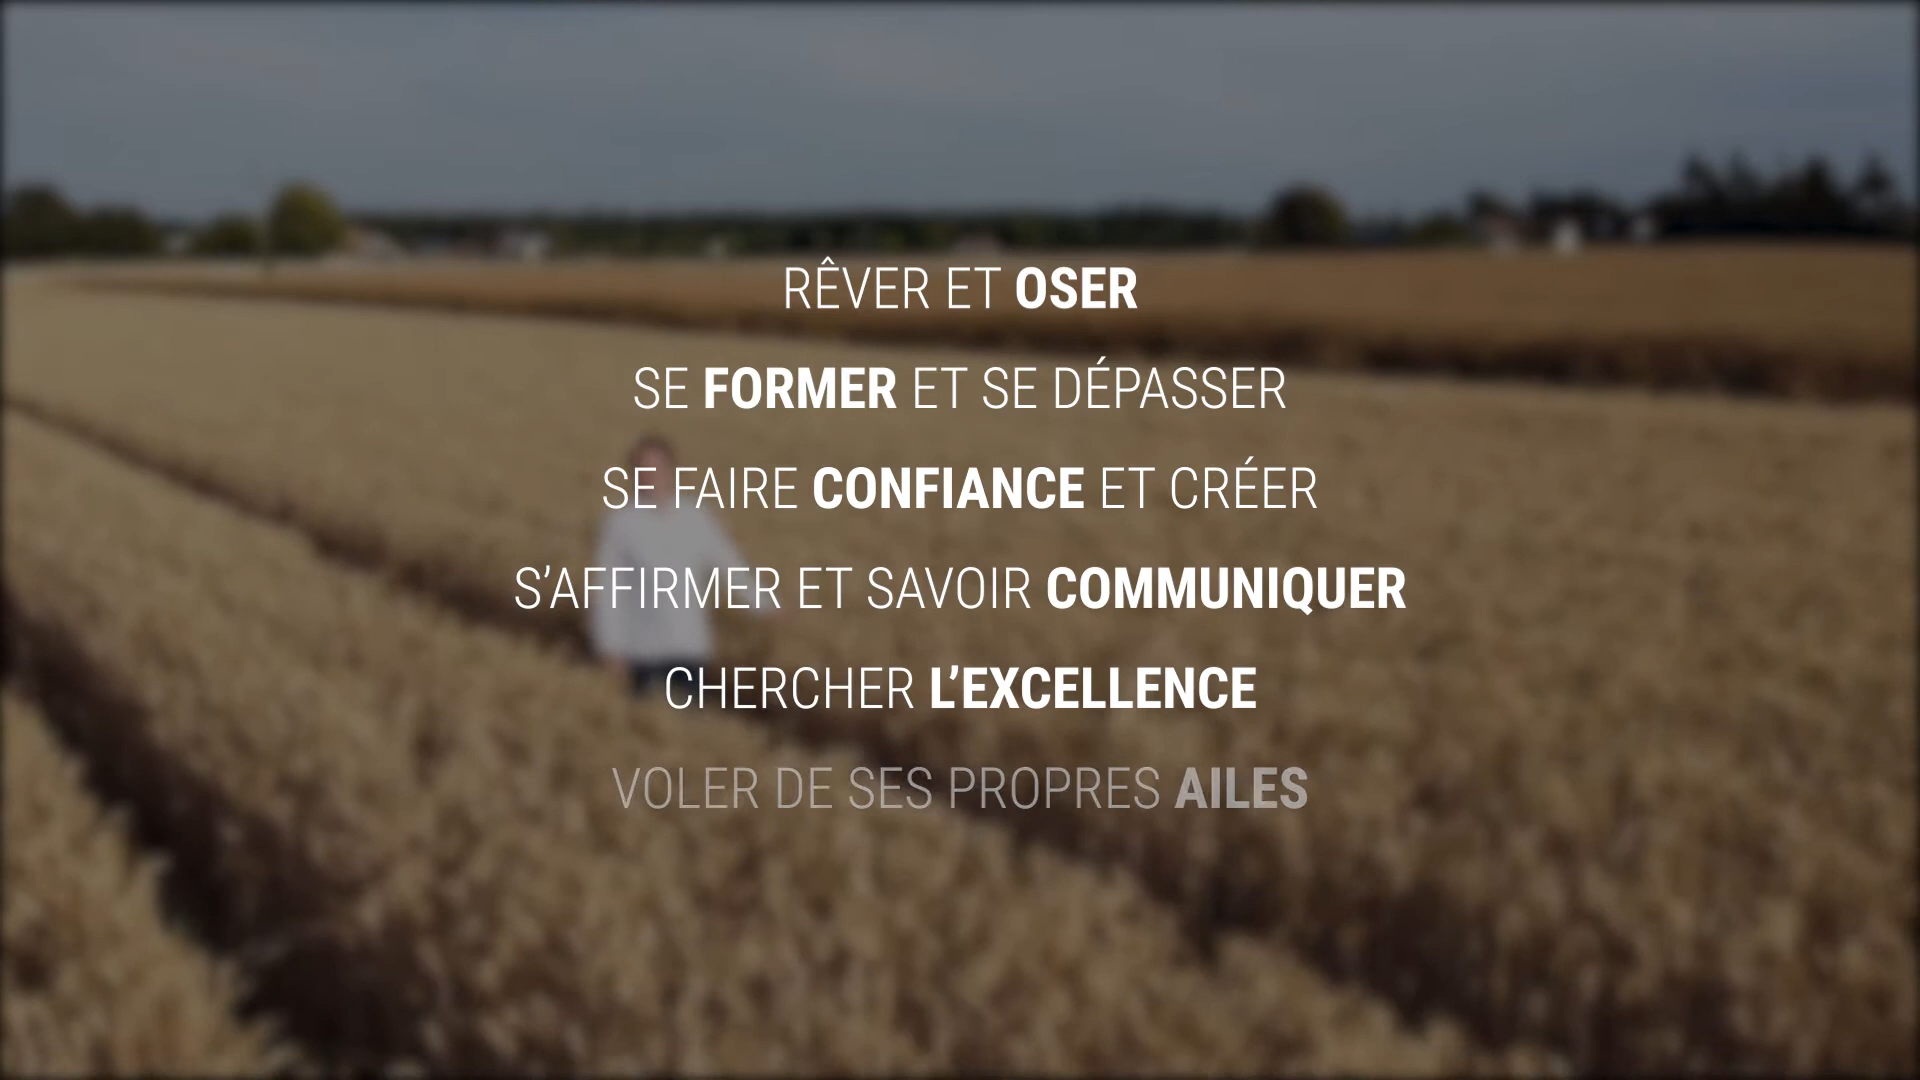 RÊVER ET OSER
SE FORMER ET SE DÉPASSER
SE FAIRE CONFIANCE ET CRÉER
S’AFFIRMER ET SAVOIR COMMUNIQUER
CHERCHER L’EXCELLENCE
VOLER DE SES PROPRES AILES